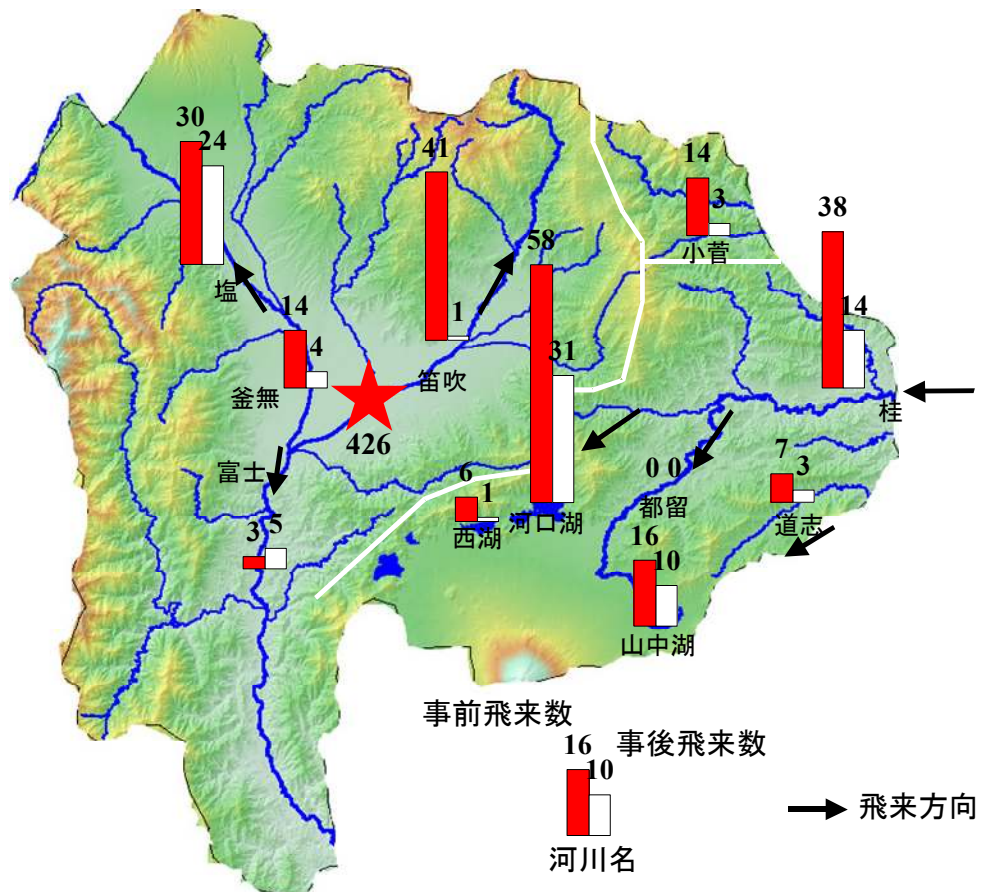 30
24
塩
14
4
釜無
41
1
笛吹
426
富士
3
5
58
31
河口湖
6
1
西湖
14
3
小菅
38
14
桂
0 0
都留
7
3
道志
16
10
山中湖
事前飛来数
事後飛来数
16
10
河川名
飛来方向